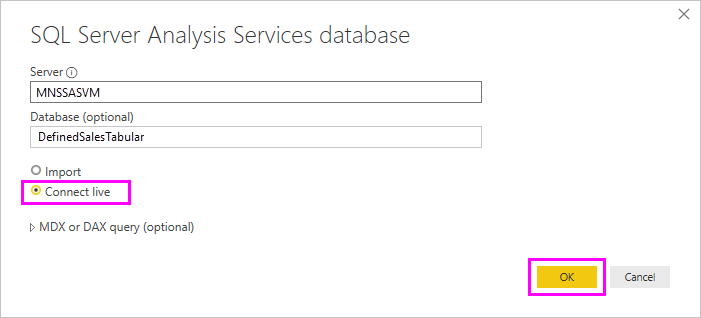 SQL Server Analysis Services database
Server
MNSSASVM
Database (optional)
DefinedSalesTabular
Import
Connect live
MDX or DAX query (optional)
OK Cancel